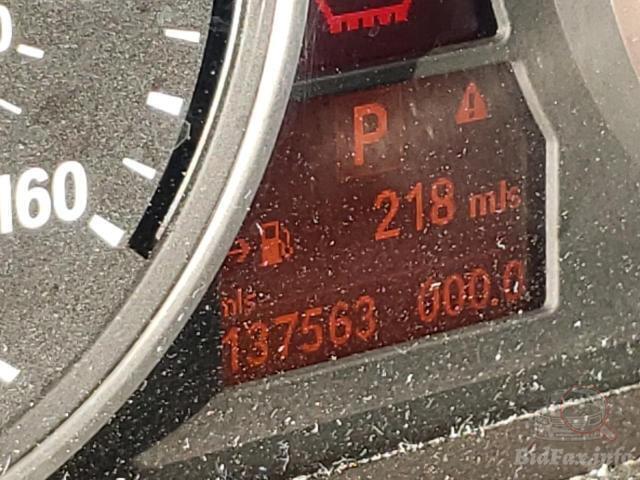 P
160
218 mls
mls
137563 000.0
BidFax.info